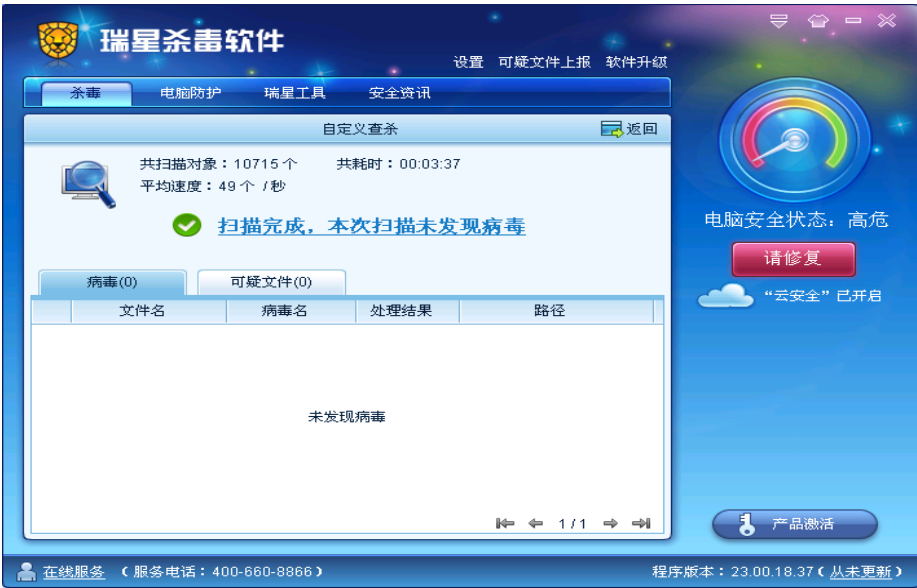 瑞星杀毒软件
设置 可疑文件上报 软件升级
杀毒 电脑防护 瑞星工具 安全资讯
自定义查杀 返回
共扫描对象：10715个 共耗时：00:03:37
平均速度：49个 /秒
扫描完成，本次扫描未发现病毒
病毒(0) 可疑文件(0)
文件名 病毒名 处理结果 路径
未发现病毒
1/1
电脑安全状态：高危
请修复
“云安全”已开启
产品激活
在线服务 （服务电话：400-660-8866）
程序版本：23.00.18.37（从未更新）